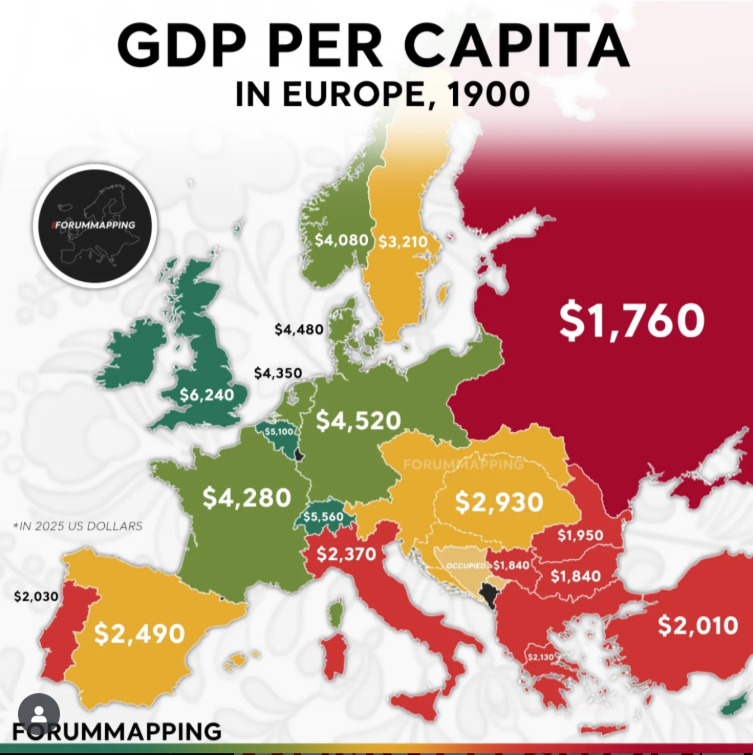 GDP PER CAPITA
IN EUROPE, 1900
FORUMMAPPING
$4,080
$3,210
$4,480
$1,760
$4,350
$6,240
$4,520
$5,100
FORUMMAPPING
$4,280
$2,930
$5,560
*IN 2025 US DOLLARS
$1,950
$2,370
OCCUPIED
$1,840
$1,840
$2,030
$2,490
$2,010
$2,130
FORUMMAPPING